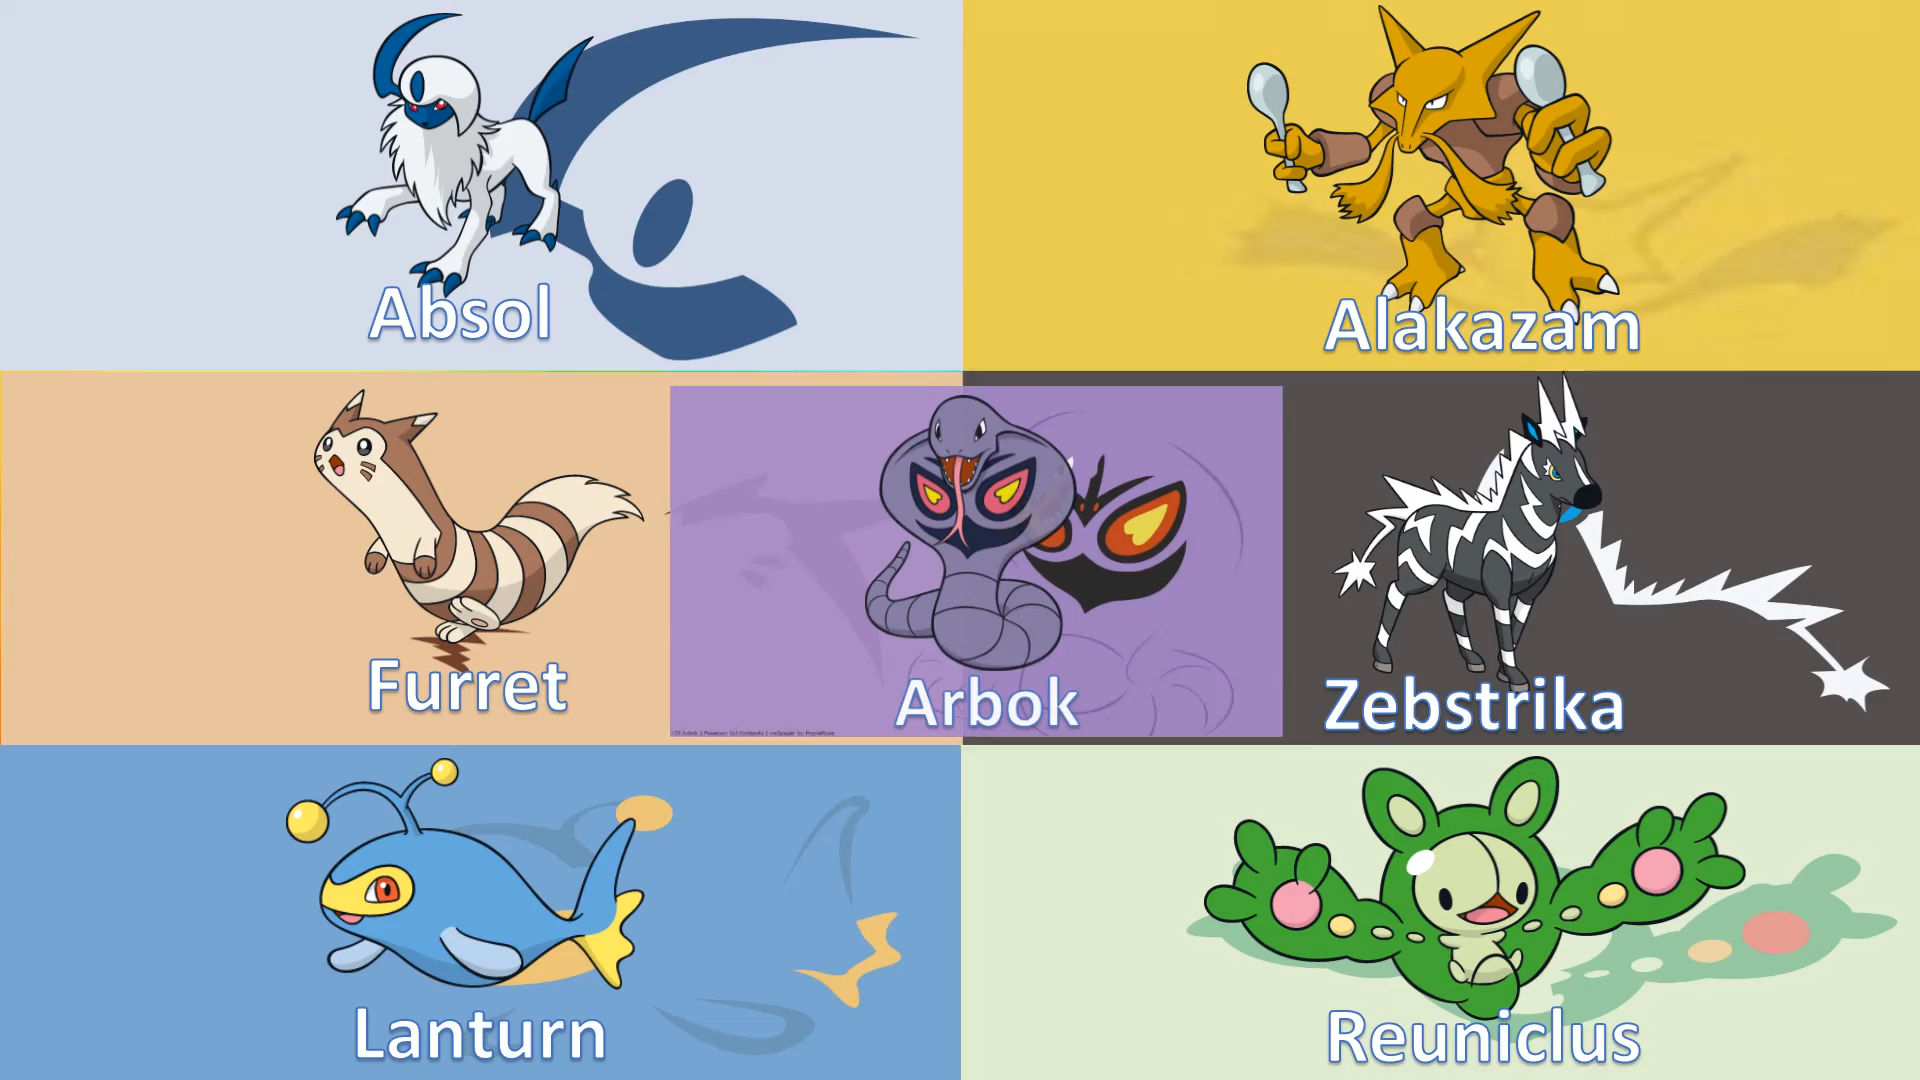 Absol
Alakazam
Furret
Arbok
Zebstrika
Lanturn
Reuniclus